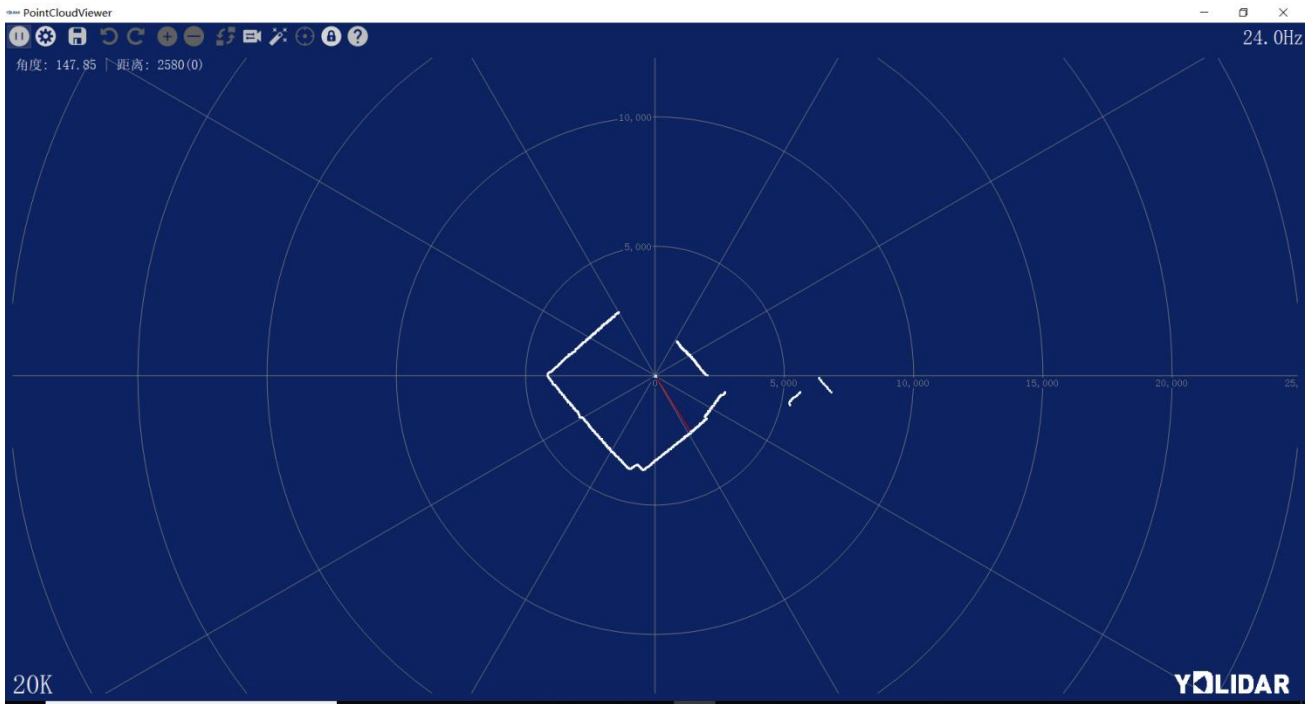 PointCloudViewer
24.0Hz
角度: 147.85 | 距离: 2580(0)
10,000
5,000
0
5,000
10,000
15,000
20,000
25,
20K
YDLIDAR